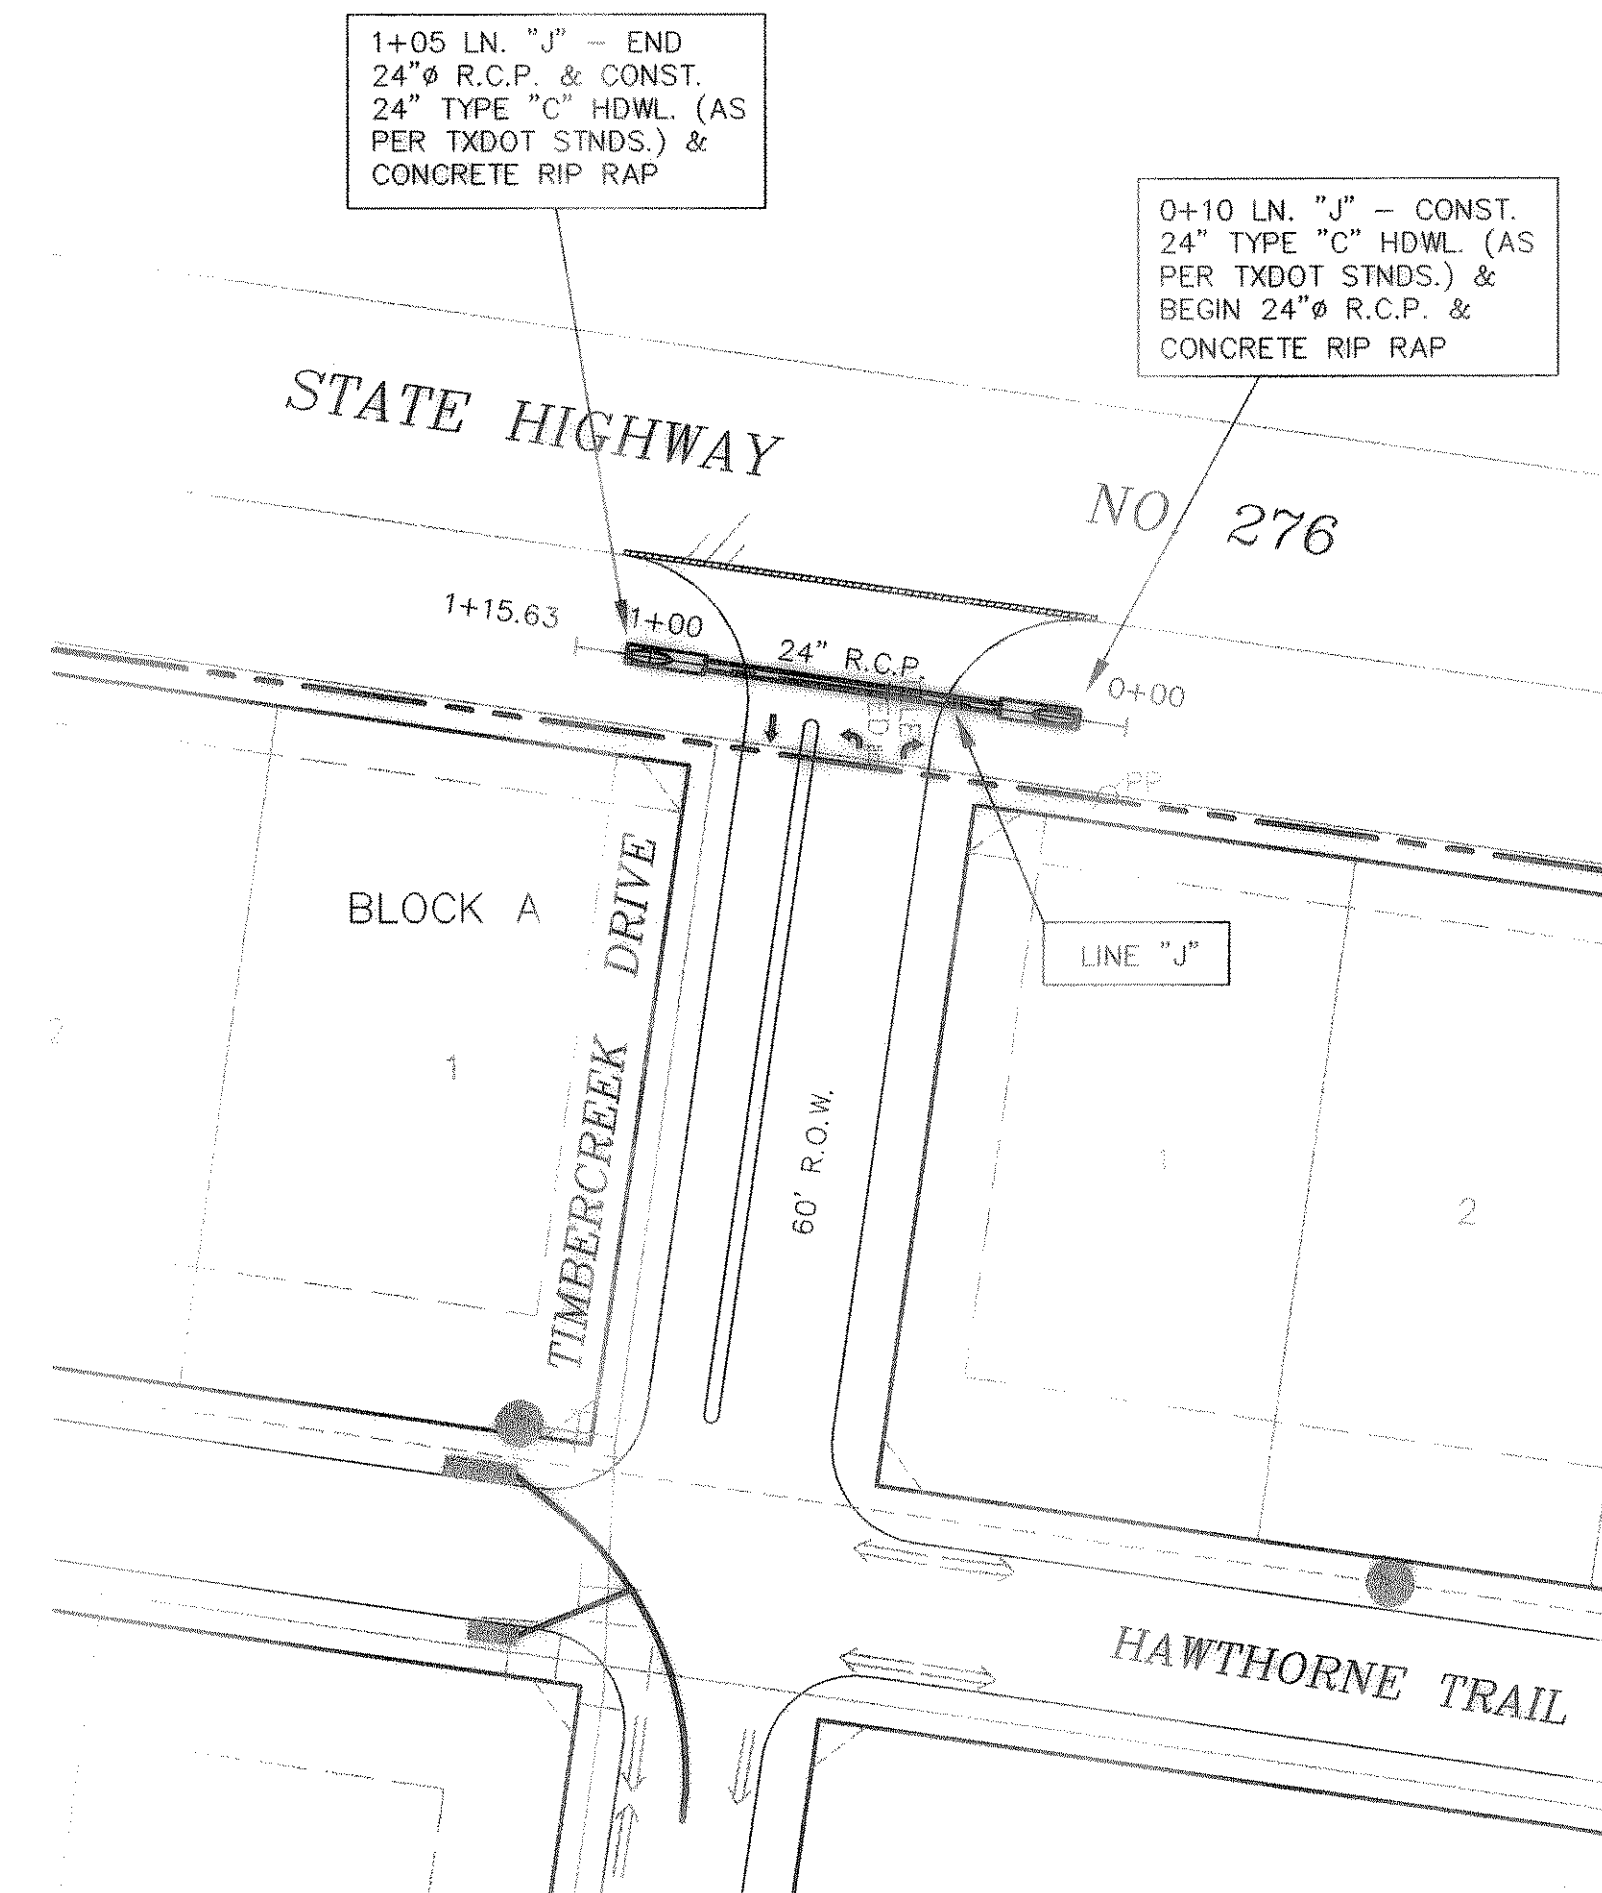 1+05 LN. "J" – END
24"ø R.C.P. & CONST.
24" TYPE "C" HDWL. (AS
PER TXDOT STNDS.) &
CONCRETE RIP RAP
0+10 LN. "J" – CONST.
24" TYPE "C" HDWL. (AS
PER TXDOT STNDS.) &
BEGIN 24"ø R.C.P. &
CONCRETE RIP RAP
STATE HIGHWAY NO 276
1+15.63
1+00
24" R.C.P.
0+00
PP
BLOCK A
TIMBERCREEK DRIVE
LINE "J"
2
1
60' R.O.W.
1
2
HAWTHORNE TRAIL